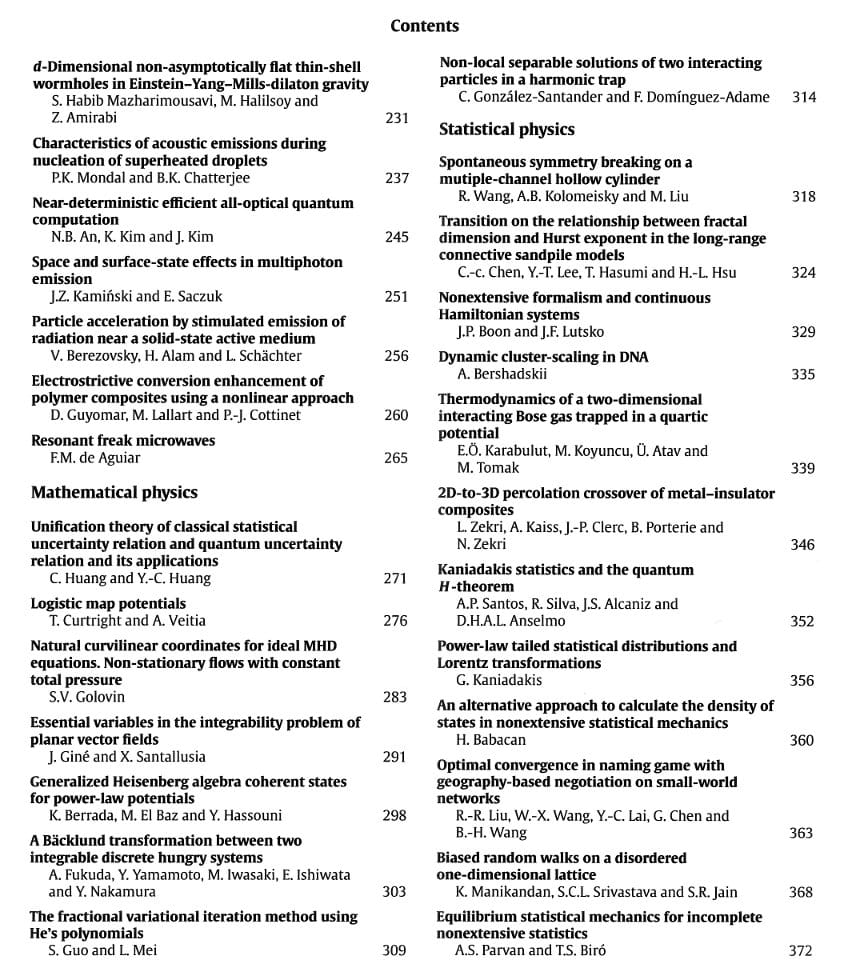 Contents
d-Dimensional non-asymptotically flat thin-shell
wormholes in Einstein–Yang–Mills-dilaton gravity
S. Habib Mazharimousavi, M. Halilsoy and
Z. Amirabi 231
Characteristics of acoustic emissions during
nucleation of superheated droplets
P.K. Mondal and B.K. Chatterjee 237
Near-deterministic efficient all-optical quantum
computation
N.B. An, K. Kim and J. Kim 245
Space and surface-state effects in multiphoton
emission
J.Z. Kamiński and E. Saczuk 251
Particle acceleration by stimulated emission of
radiation near a solid-state active medium
V. Berezovsky, H. Alam and L. Schächter 256
Electrostrictive conversion enhancement of
polymer composites using a nonlinear approach
D. Guyomar, M. Lallart and P.-J. Cottinet 260
Resonant freak microwaves
F.M. de Aguiar 265
Mathematical physics
Unification theory of classical statistical
uncertainty relation and quantum uncertainty
relation and its applications
C. Huang and Y.-C. Huang 271
Logistic map potentials
T. Curtright and A. Veitia 276
Natural curvilinear coordinates for ideal MHD
equations. Non-stationary flows with constant
total pressure
S.V. Golovin 283
Essential variables in the integrability problem of
planar vector fields
J. Giné and X. Santallusia 291
Generalized Heisenberg algebra coherent states
for power-law potentials
K. Berrada, M. El Baz and Y. Hassouni 298
A Bäcklund transformation between two
integrable discrete hungry systems
A. Fukuda, Y. Yamamoto, M. Iwasaki, E. Ishiwata
and Y. Nakamura 303
The fractional variational iteration method using
He's polynomials
S. Guo and L. Mei 309
Non-local separable solutions of two interacting
particles in a harmonic trap
C. González-Santander and F. Domínguez-Adame 314
Statistical physics
Spontaneous symmetry breaking on a
mutiple-channel hollow cylinder
R. Wang, A.B. Kolomeisky and M. Liu 318
Transition on the relationship between fractal
dimension and Hurst exponent in the long-range
connective sandpile models
C.-c. Chen, Y.-T. Lee, T. Hasumi and H.-L. Hsu 324
Nonextensive formalism and continuous
Hamiltonian systems
J.P. Boon and J.F. Lutsko 329
Dynamic cluster-scaling in DNA
A. Bershadskii 335
Thermodynamics of a two-dimensional
interacting Bose gas trapped in a quartic
potential
E.Ö. Karabulut, M. Koyuncu, Ü. Atav and
M. Tomak 339
2D-to-3D percolation crossover of metal–insulator
composites
L. Zekri, A. Kaiss, J.-P. Clerc, B. Porterie and
N. Zekri 346
Kaniadakis statistics and the quantum
H-theorem
A.P. Santos, R. Silva, J.S. Alcaniz and
D.H.A.L. Anselmo 352
Power-law tailed statistical distributions and
Lorentz transformations
G. Kaniadakis 356
An alternative approach to calculate the density of
states in nonextensive statistical mechanics
H. Babacan 360
Optimal convergence in naming game with
geography-based negotiation on small-world
networks
R.-R. Liu, W.-X. Wang, Y.-C. Lai, G. Chen and
B.-H. Wang 363
Biased random walks on a disordered
one-dimensional lattice
K. Manikandan, S.C.L. Srivastava and S.R. Jain 368
Equilibrium statistical mechanics for incomplete
nonextensive statistics
A.S. Parvan and T.S. Biró 372